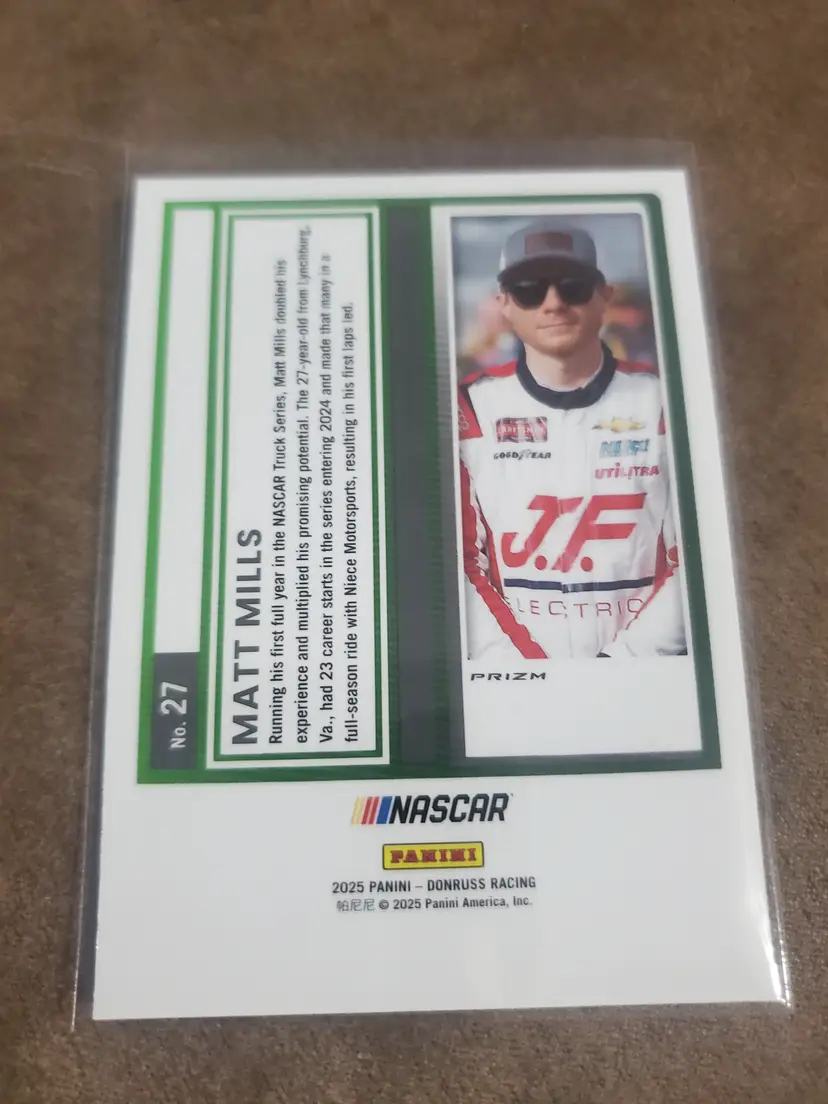 No. 27
MATT MILLS
Running his first full year in the NASCAR Truck Series, Matt Mills doubled his
experience and multiplied his promising potential. The 27-year-old from Lynchburg,
Va., had 23 career starts in the series entering 2024 and made that many in a
full-season ride with Niece Motorsports, resulting in his first laps led.
GOODYEAR
UTILITRA
J.F.
ELECTRIC
PRIZM
NASCAR
PANINI
2025 PANINI – DONRUSS RACING
帕尼尼 © 2025 Panini America, Inc.